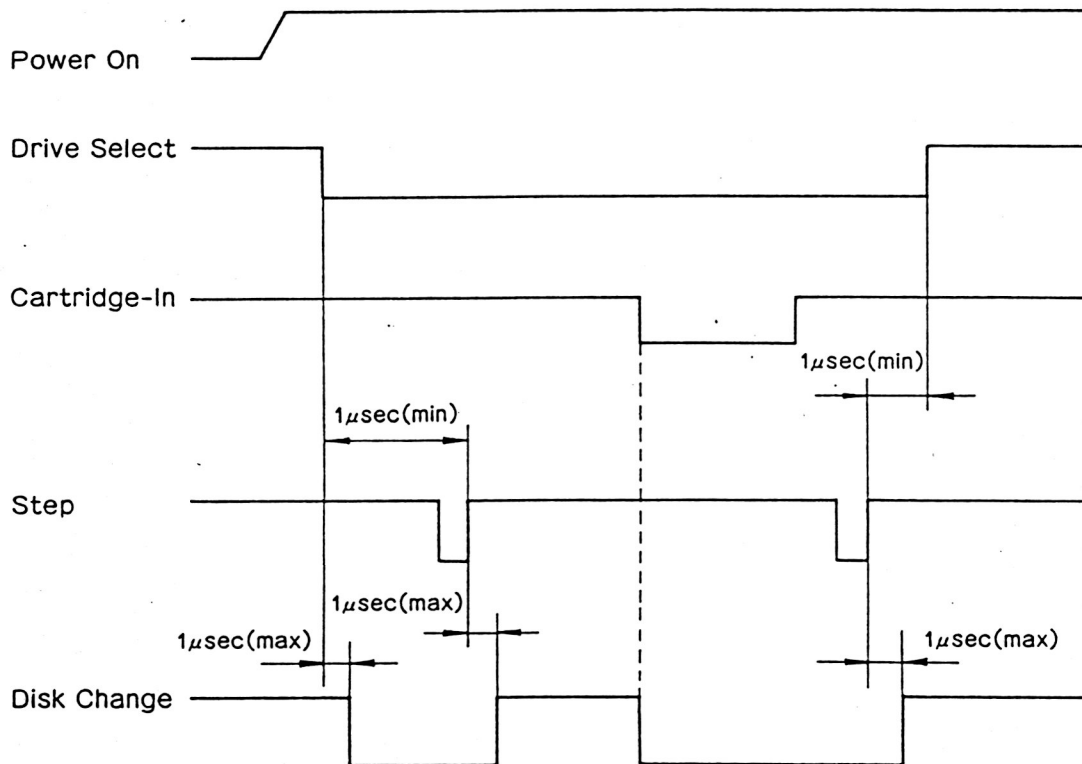 Power On
Drive Select
Cartridge-In
1μsec(min)
1μsec(min)
Step
1μsec(max)
1μsec(max)
1μsec(max)
Disk Change